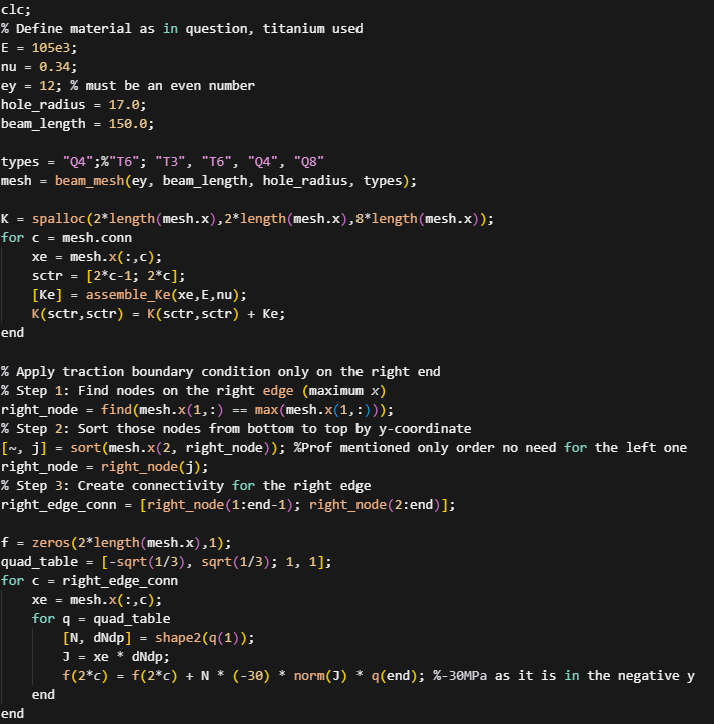 clc;
% Define material as in question, titanium used
E = 105e3;
nu = 0.34;
ey = 12; % must be an even number
hole_radius = 17.0;
beam_length = 150.0;
types = "Q4";%"T6"; "T3", "T6", "Q4", "Q8"
mesh = beam_mesh(ey, beam_length, hole_radius, types);
K = spalloc(2*length(mesh.x),2*length(mesh.x),8*length(mesh.x));
for c = mesh.conn
    xe = mesh.x(:,c);
    sctr = [2*c-1; 2*c];
    [Ke] = assemble_Ke(xe,E,nu);
    K(sctr,sctr) = K(sctr,sctr) + Ke;
end
% Apply traction boundary condition only on the right end
% Step 1: Find nodes on the right edge (maximum x)
right_node = find(mesh.x(1,:) == max(mesh.x(1,:)));
% Step 2: Sort those nodes from bottom to top by y-coordinate
[~, j] = sort(mesh.x(2, right_node)); %Prof mentioned only order no need for the left one
right_node = right_node(j);
% Step 3: Create connectivity for the right edge
right_edge_conn = [right_node(1:end-1); right_node(2:end)];
f = zeros(2*length(mesh.x),1);
quad_table = [-sqrt(1/3), sqrt(1/3); 1, 1];
for c = right_edge_conn
    xe = mesh.x(:,c);
    for q = quad_table
        [N, dNdp] = shape2(q(1));
        J = xe * dNdp;
        f(2*c) = f(2*c) + N * (-30) * norm(J) * q(end); %-30MPa as it is in the negative y
    end
end